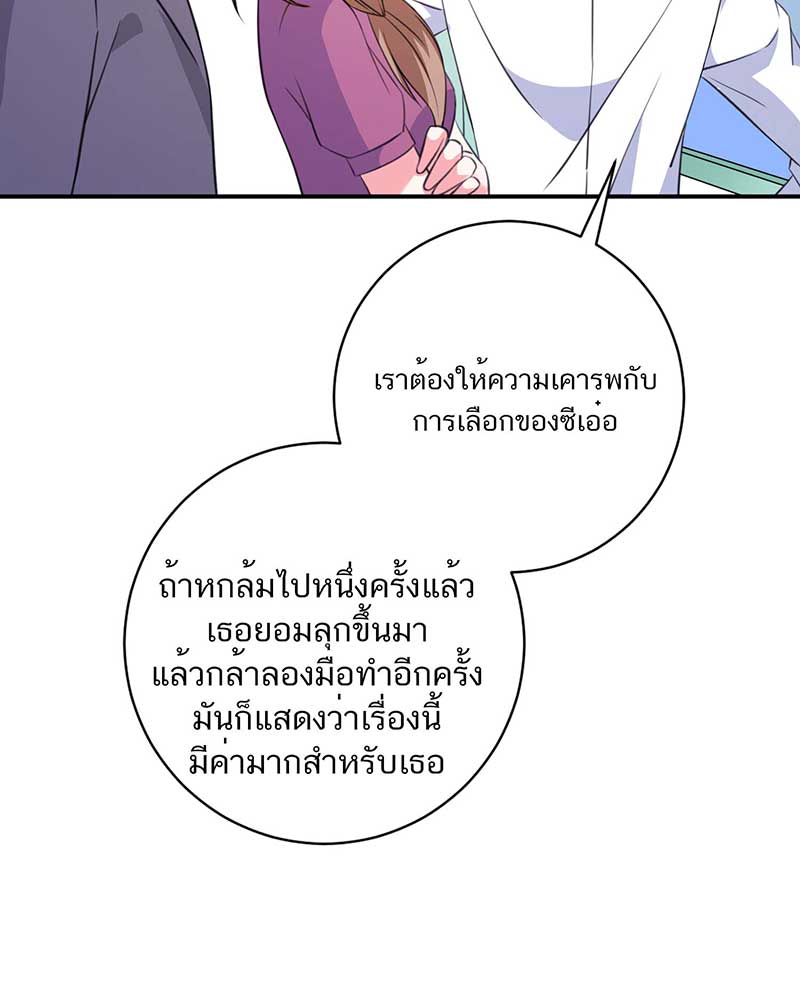 เราต้องให้ความเคารพกับ
การเลือกของซีเอ๋อ
ถ้าหกล้มไปหนึ่งครั้งแล้ว
เธอยอมลุกขึ้นมา
แล้วกล้าลองมือทำอีกครั้ง
มันก็แสดงว่าเรื่องนี้
มีค่ามากสำหรับเธอ